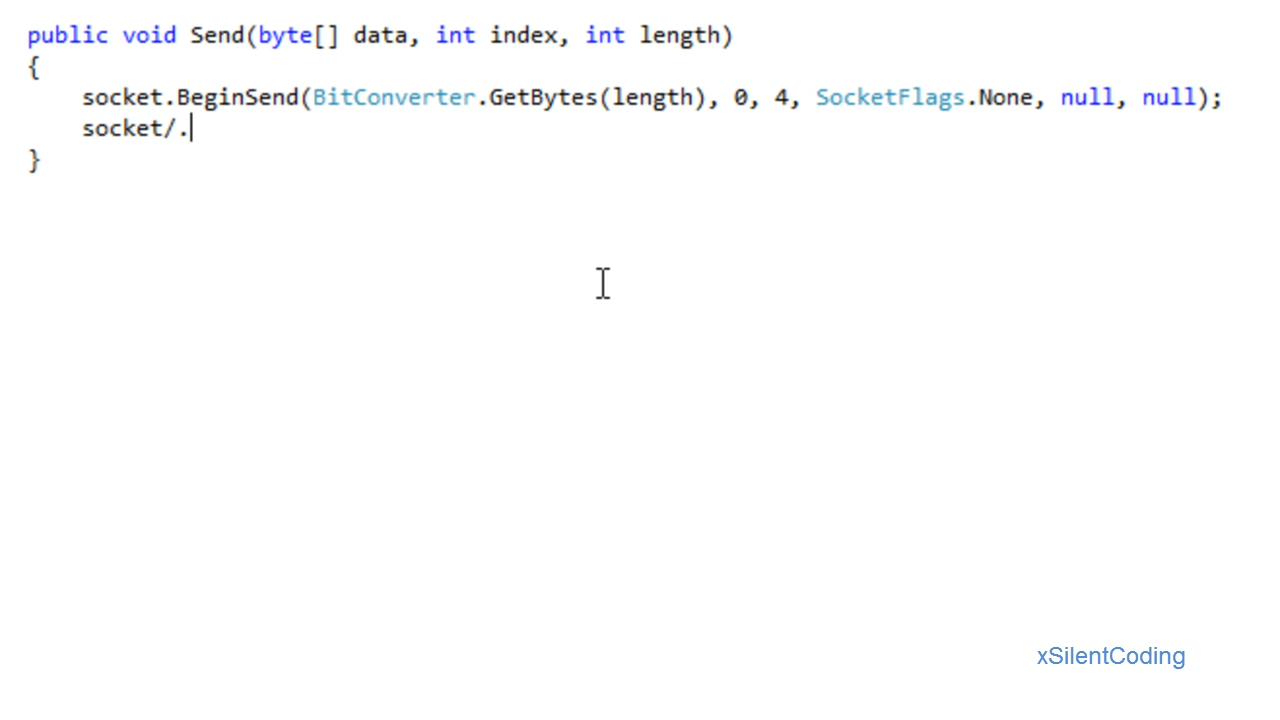 public void Send(byte[] data, int index, int length)
{
    socket.BeginSend(BitConverter.GetBytes(length), 0, 4, SocketFlags.None, null, null);
    socket/.
}
xSilentCoding